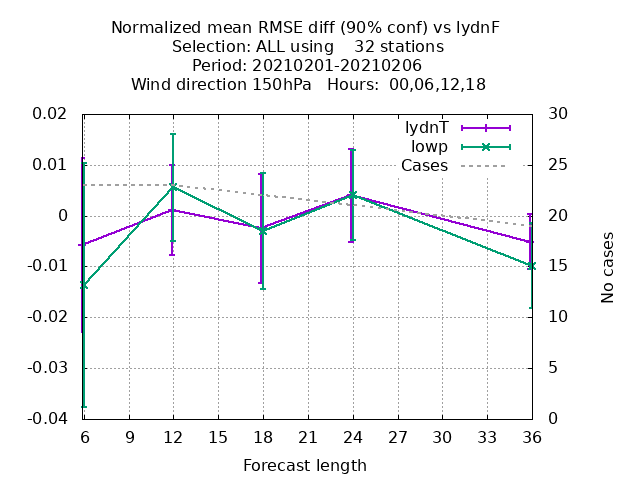 Normalized mean RMSE diff (90% conf) vs lydnF
Selection: ALL using    32 stations
Period: 20210201-20210206
Wind direction 150hPa   Hours:  00,06,12,18
0.02
0.01
0
-0.01
-0.02
-0.03
-0.04
lydnT
lowp
Cases
30
25
20
15
10
5
0
No cases
6 9 12 15 18 21 24 27 30 33 36
Forecast length